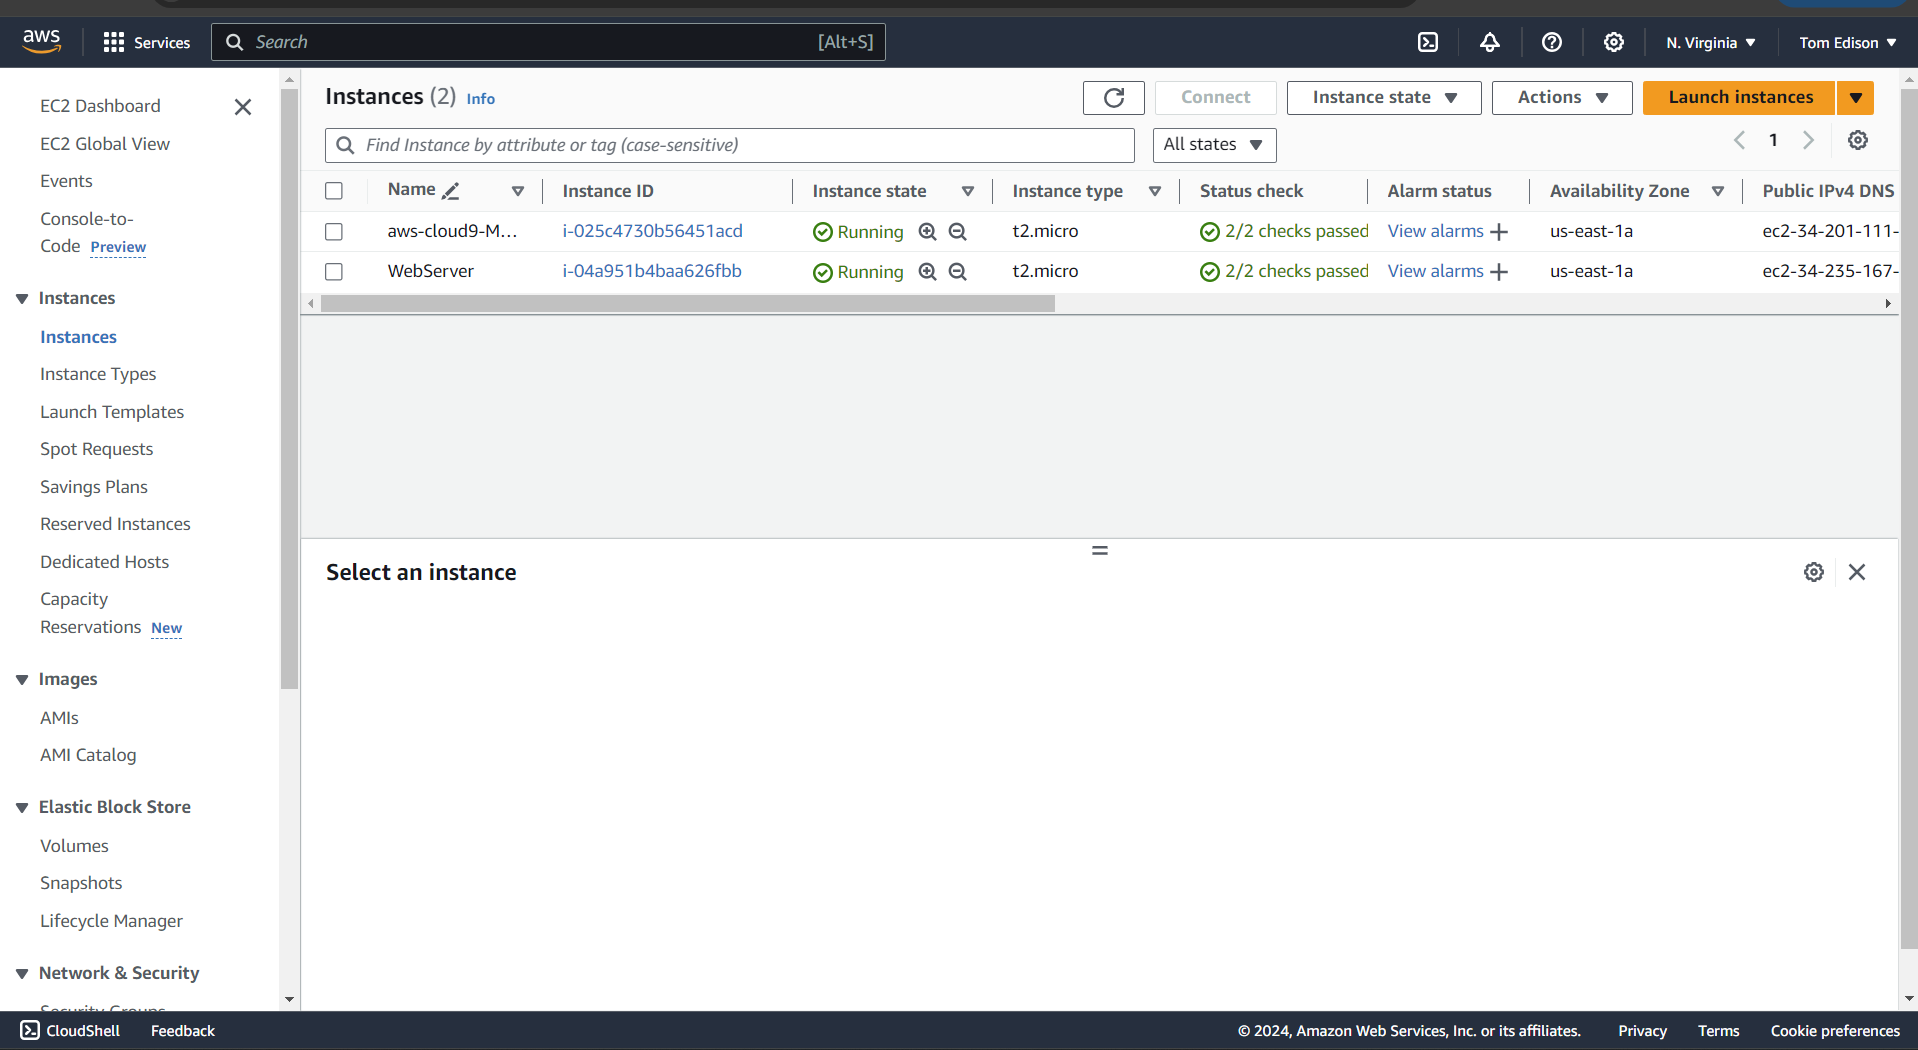 aws Services Search [Alt+S] N. Virginia Tom Edison
EC2 Dashboard
EC2 Global View
Events
Console-to-
Code Preview
Instances
Instances
Instance Types
Launch Templates
Spot Requests
Savings Plans
Reserved Instances
Dedicated Hosts
Capacity
Reservations New
Images
AMIs
AMI Catalog
Elastic Block Store
Volumes
Snapshots
Lifecycle Manager
Network & Security
Security Groups
Instances (2) Info Connect Instance state Actions Launch instances
Find Instance by attribute or tag (case-sensitive) All states 1
Name Instance ID Instance state Instance type Status check Alarm status Availability Zone Public IPv4 DNS
aws-cloud9-M... i-025c4730b56451acd Running t2.micro 2/2 checks passed View alarms us-east-1a ec2-34-201-111-
WebServer i-04a951b4baa626fbb Running t2.micro 2/2 checks passed View alarms us-east-1a ec2-34-235-167-
Select an instance
CloudShell Feedback © 2024, Amazon Web Services, Inc. or its affiliates. Privacy Terms Cookie preferences